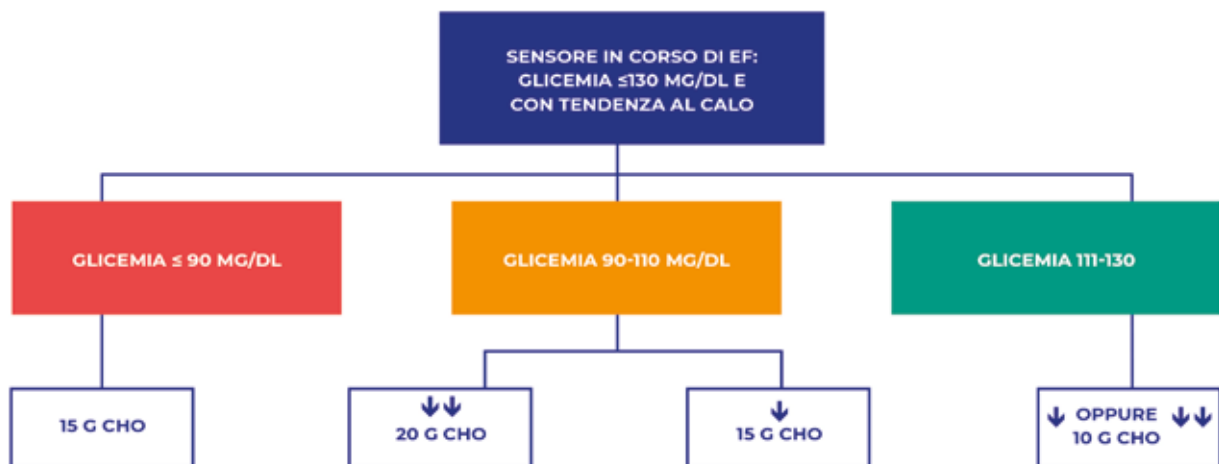 SENSORE IN CORSO DI EF:
GLICEMIA ≤130 MG/DL E
CON TENDENZA AL CALO
GLICEMIA ≤ 90 MG/DL
GLICEMIA 90-110 MG/DL
GLICEMIA 111-130
15 G CHO
↓↓
20 G CHO
↓
15 G CHO
↓ OPPURE ↓↓
10 G CHO